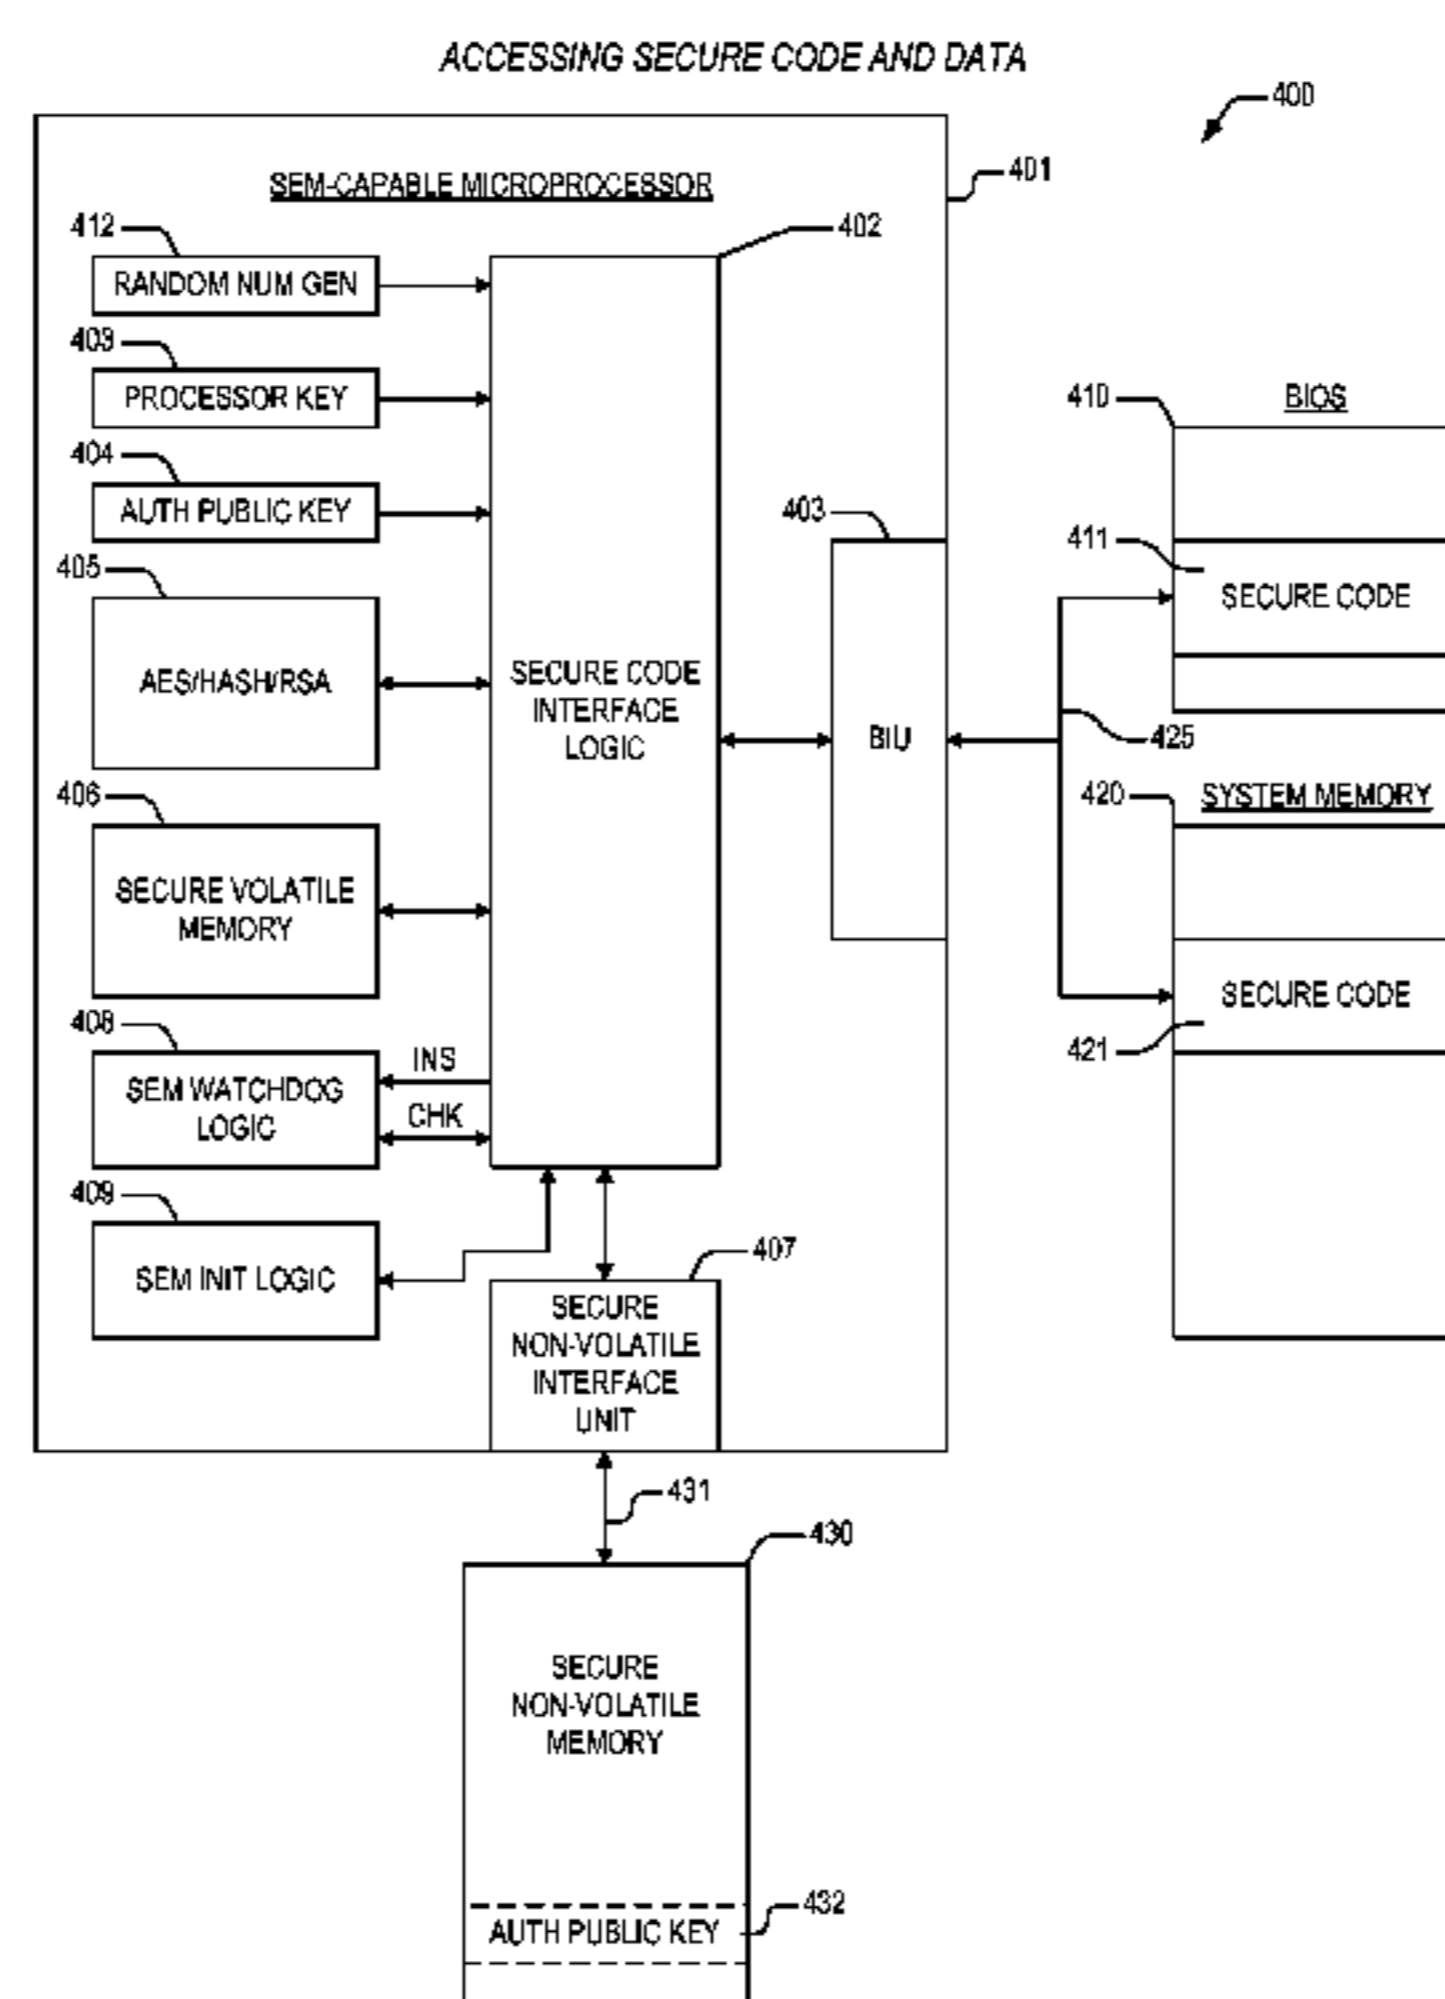 ACCESSING SECURE CODE AND DATA
400
401
SEM-CAPABLE MICROPROCESSOR
412
402
RANDOM NUM GEN
403
PROCESSOR KEY
410
BIOS
404
AUTH PUBLIC KEY
403
411
SECURE CODE
405
AES/HASH/RSA
SECURE CODE
INTERFACE
LOGIC
BIU
425
406
420
SYSTEM MEMORY
SECURE VOLATILE
MEMORY
SECURE CODE
421
408
INS
SEM WATCHDOG
LOGIC
CHK
409
SEM INIT LOGIC
407
SECURE
NON-VOLATILE
INTERFACE
UNIT
431
430
SECURE
NON-VOLATILE
MEMORY
432
AUTH PUBLIC KEY